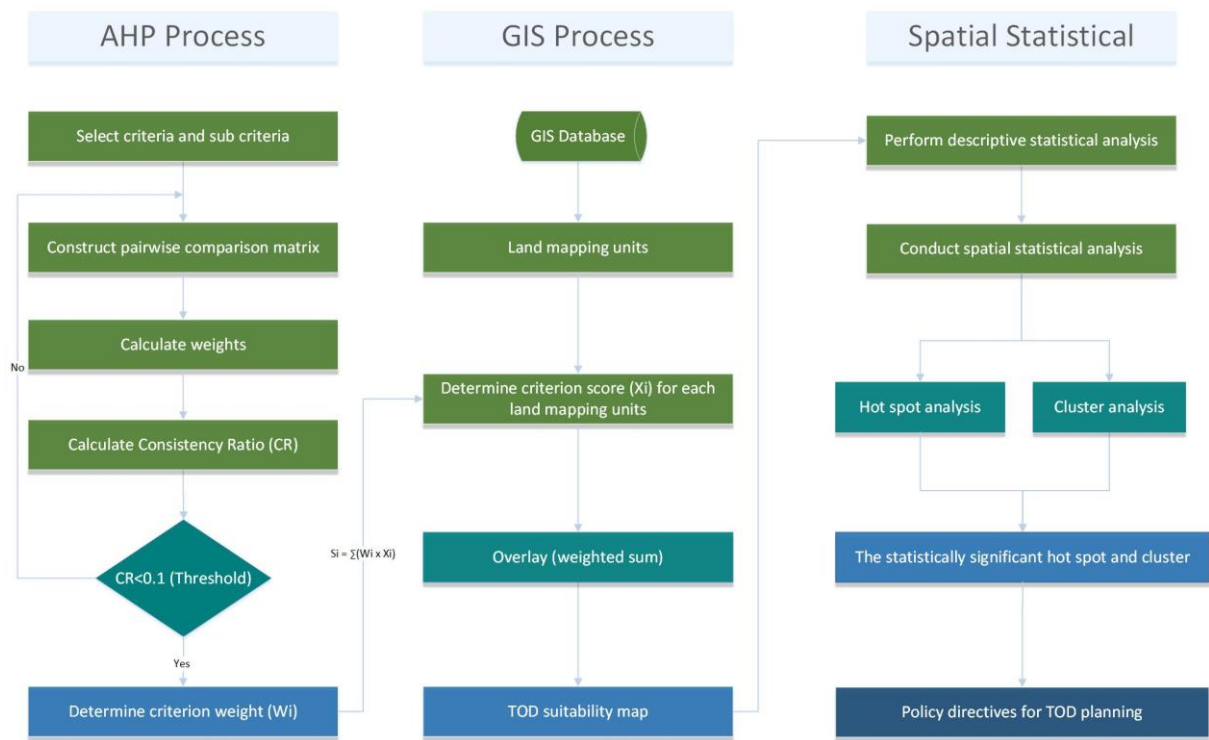 AHP Process
Select criteria and sub criteria
Construct pairwise comparison matrix
Calculate weights
No
Calculate Consistency Ratio (CR)
CR<0.1 (Threshold)
Yes
Determine criterion weight (Wi)
Si = ∑(Wi x Xi)
GIS Process
GIS Database
Land mapping units
Determine criterion score (Xi) for each
land mapping units
Overlay (weighted sum)
TOD suitability map
Spatial Statistical
Perform descriptive statistical analysis
Conduct spatial statistical analysis
Hot spot analysis
Cluster analysis
The statistically significant hot spot and cluster
Policy directives for TOD planning